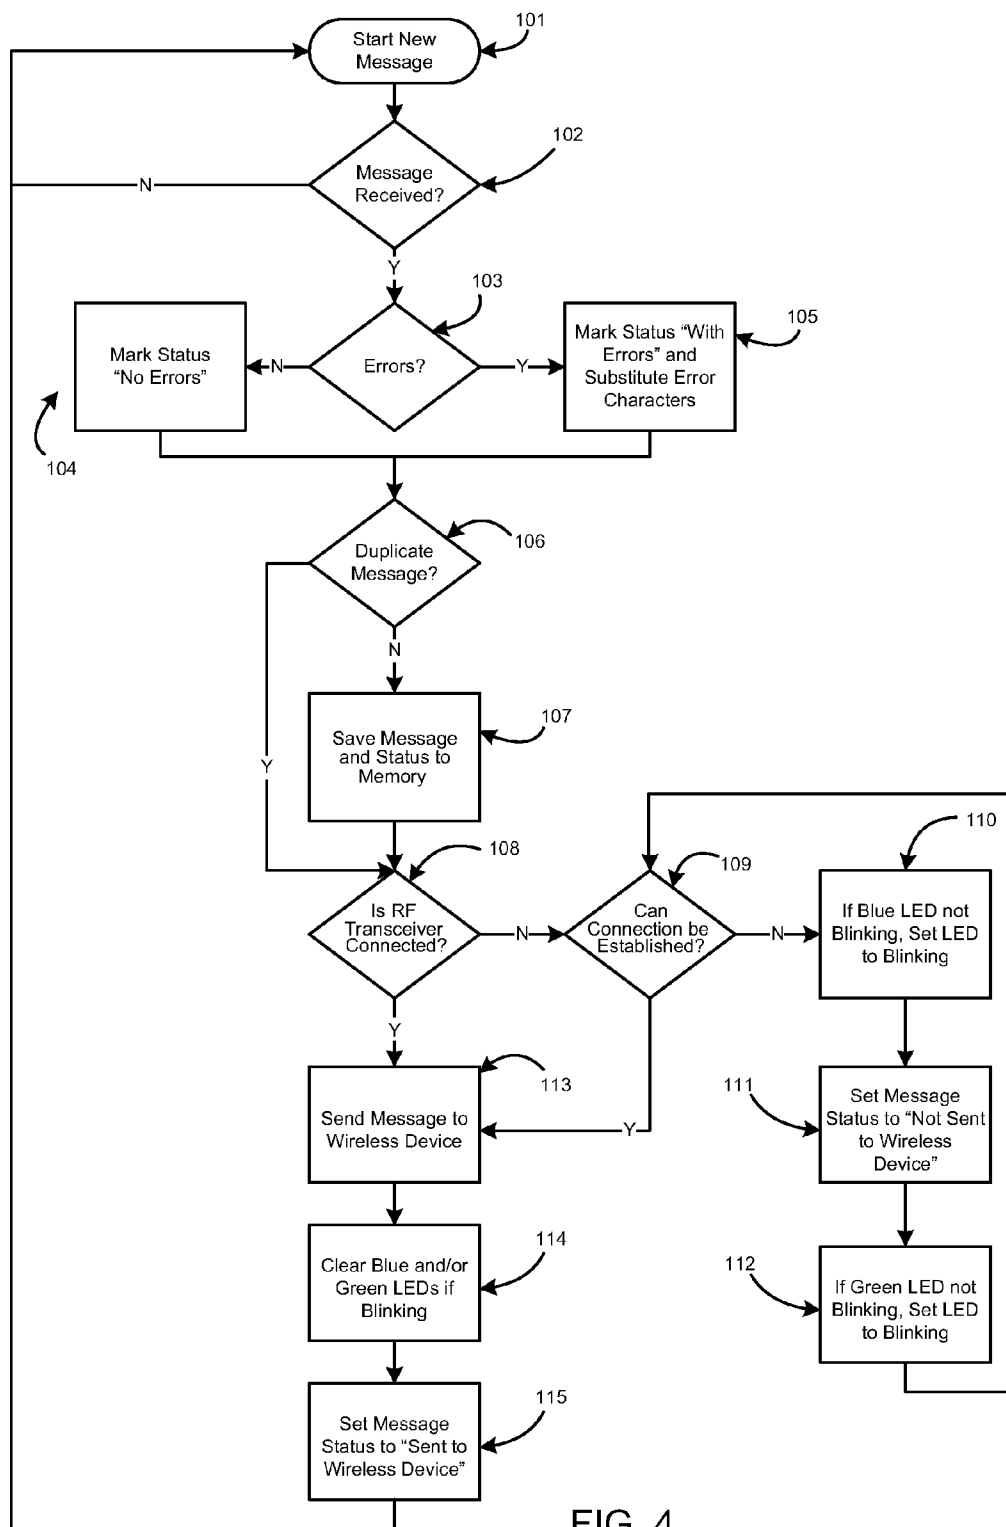 Start New
Message
101
Message
Received?
102
N
Y
103
Mark Status
“No Errors”
N
Errors?
Y
Mark Status “With
Errors” and
Substitute Error
Characters
105
104
Duplicate
Message?
106
N
Y
Save Message
and Status to
Memory
107
Is RF
Transceiver
Connected?
108
N
Can
Connection be
Established?
109
N
If Blue LED not
Blinking, Set LED
to Blinking
110
Y
Send Message to
Wireless Device
113
Y
Set Message
Status to “Not Sent
to Wireless
Device”
111
Clear Blue and/or
Green LEDs if
Blinking
114
If Green LED not
Blinking, Set LED
to Blinking
112
Set Message
Status to “Sent to
Wireless Device”
115
FIG. 4